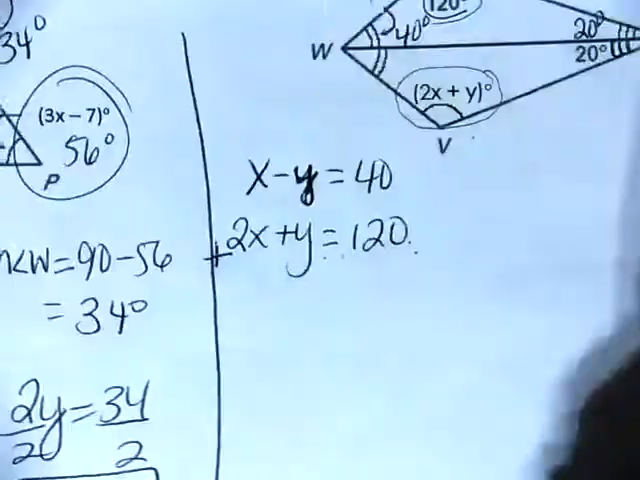 34°
(3x – 7)°
56°
P
m<W = 90 – 56
= 34°
2y = 34
2 2
120°
W
40°
20°
20°
(2x + y)°
V
x – y = 40
+ 2x + y = 120